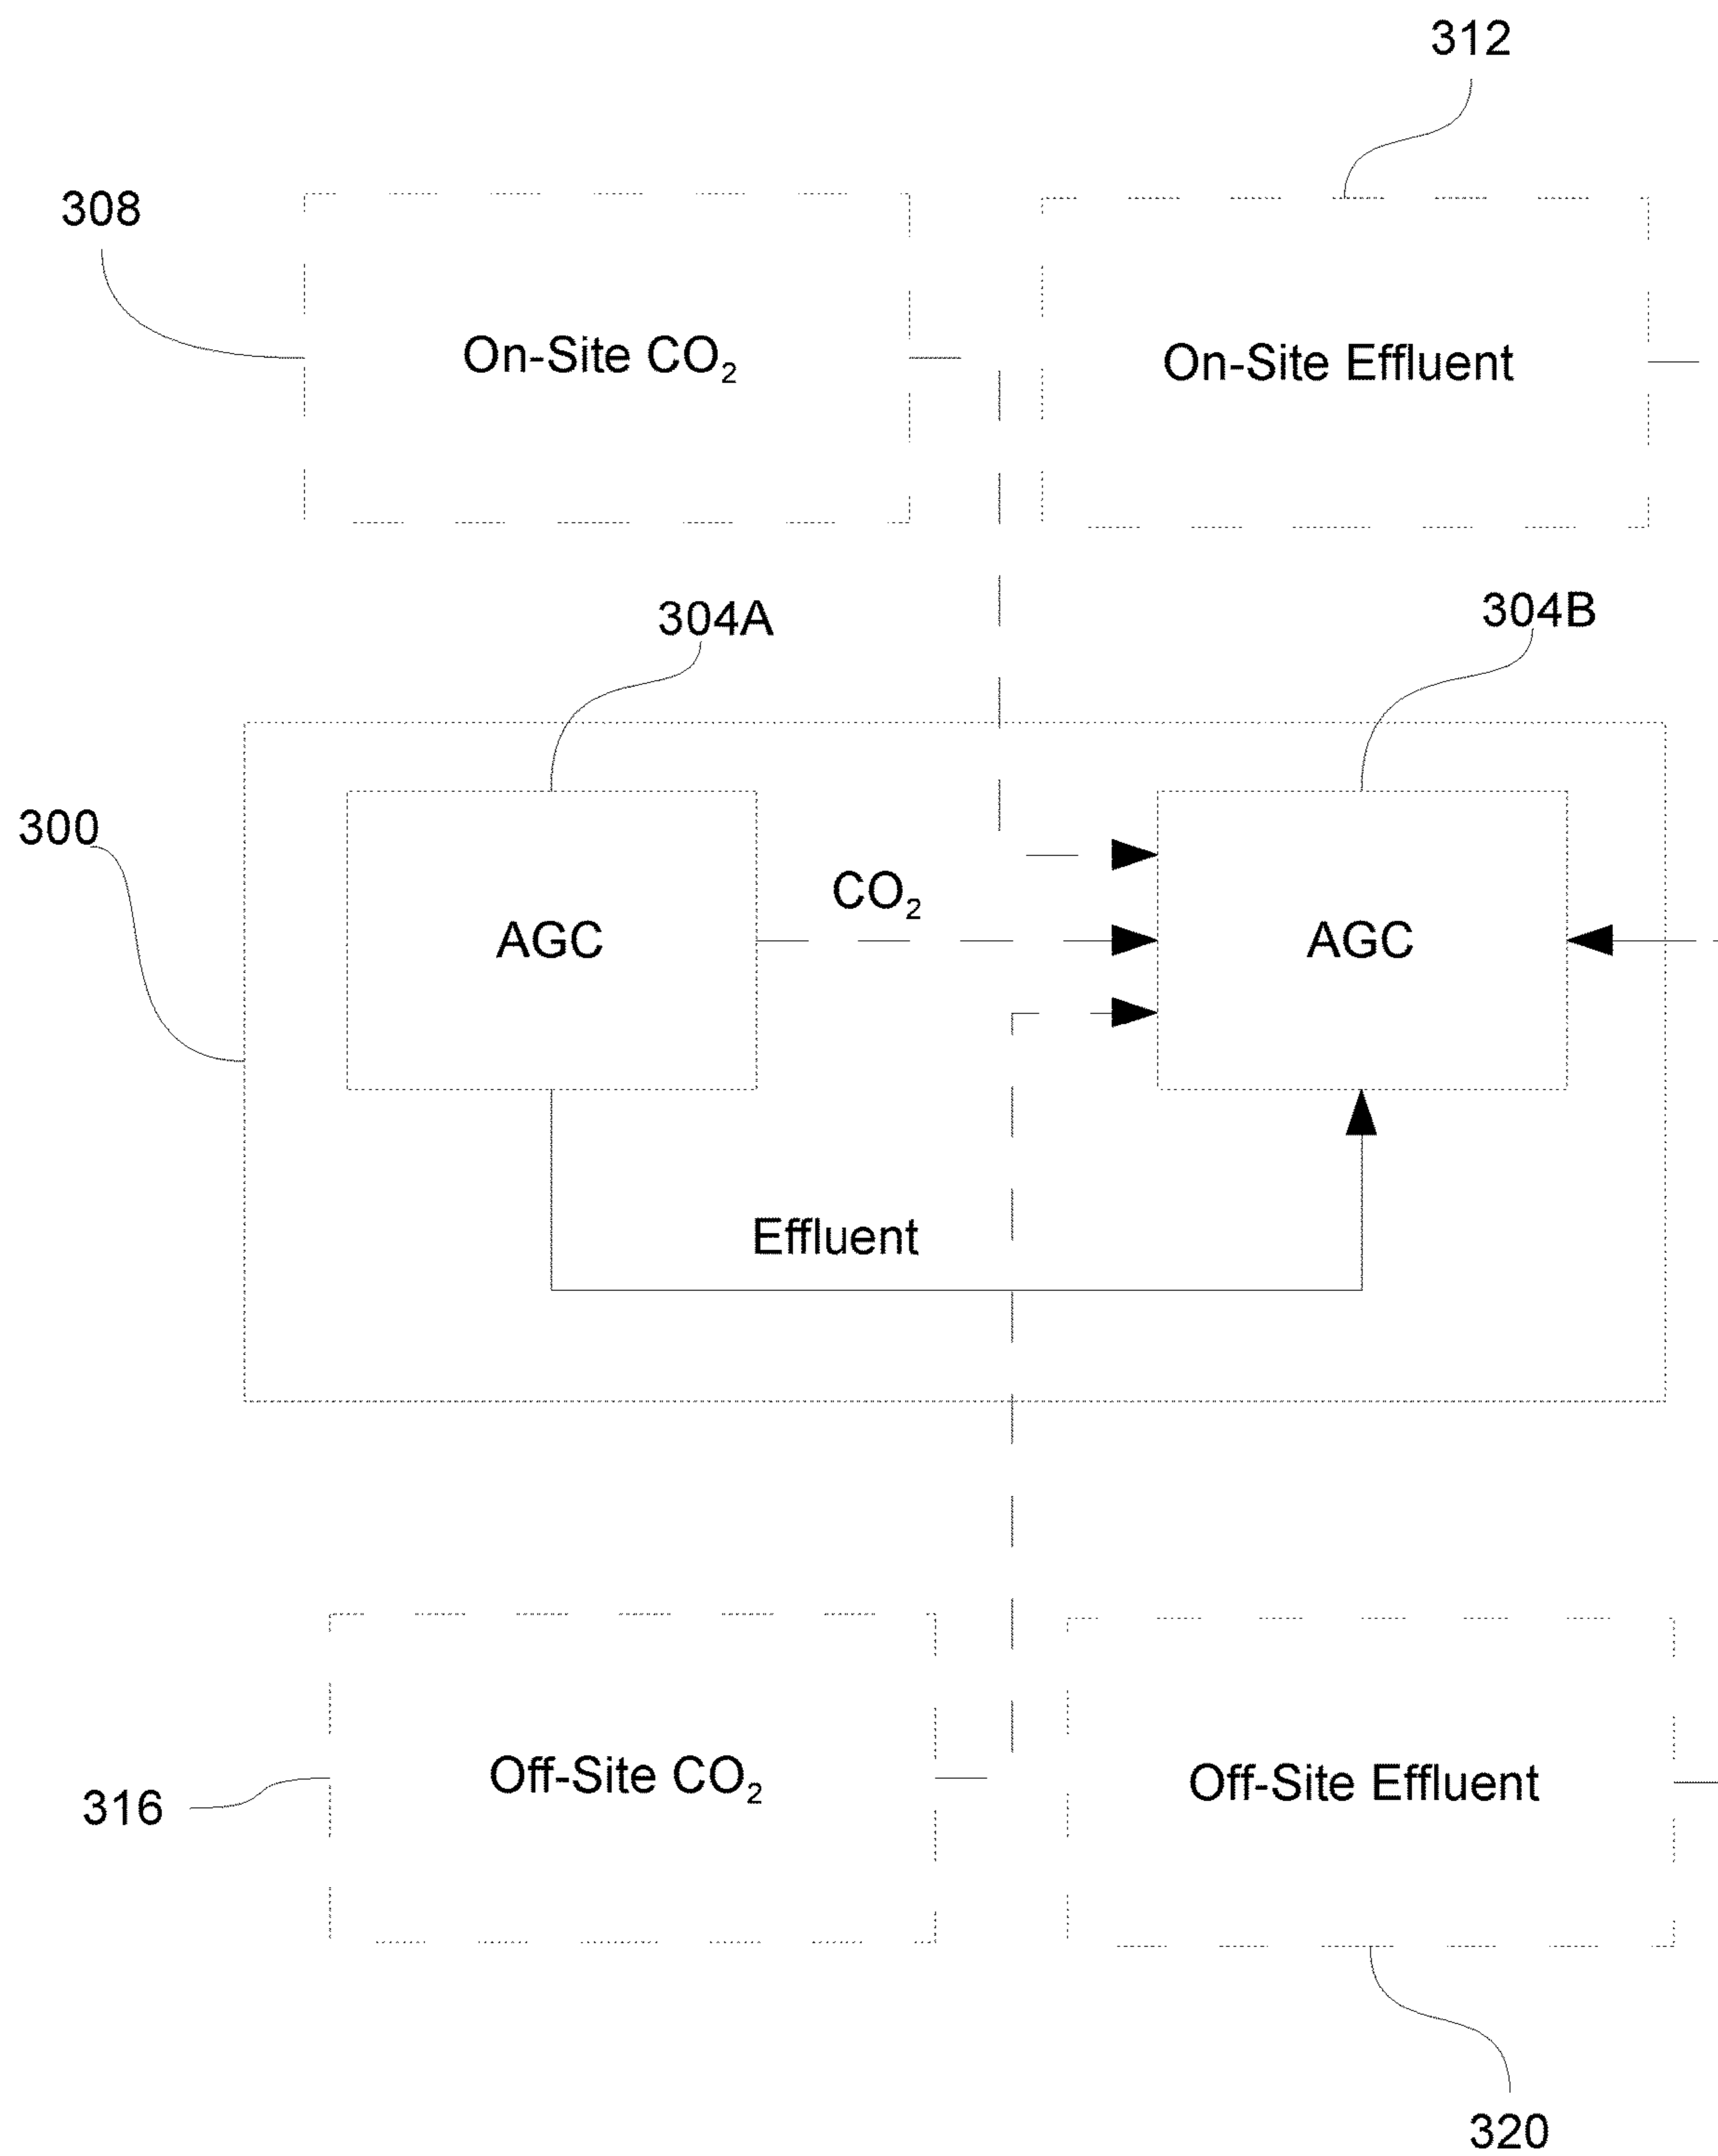 312
308
On-Site CO₂
On-Site Effluent
304A
304B
300
CO₂
AGC
AGC
Effluent
Off-Site CO₂
Off-Site Effluent
316
320